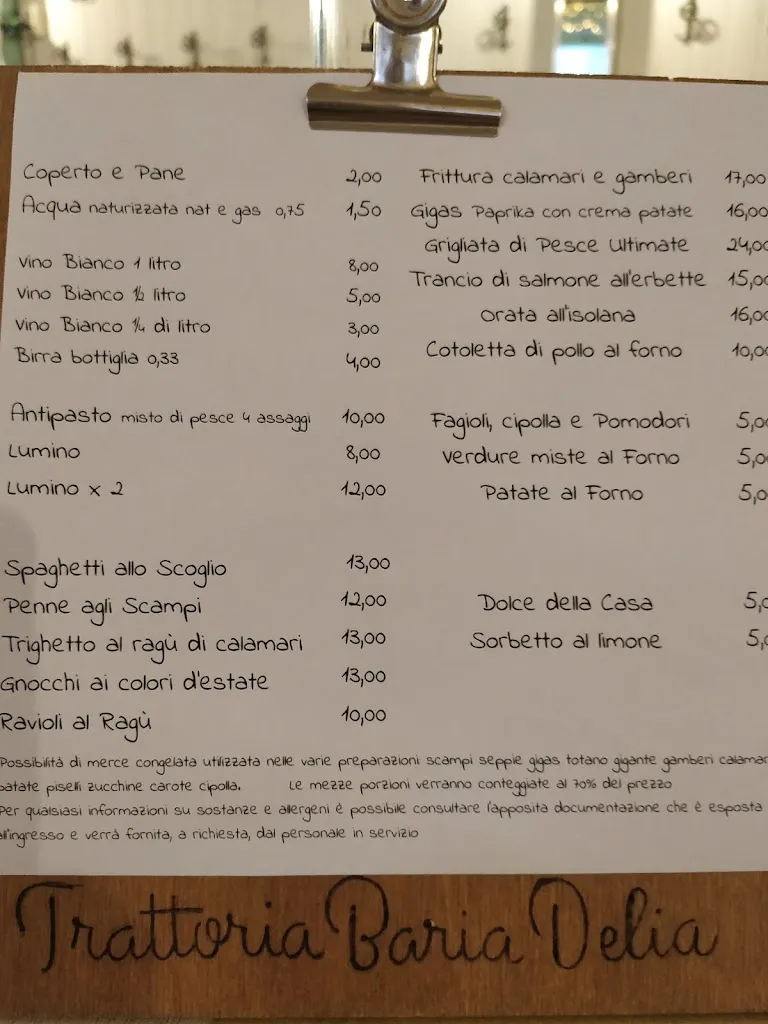 Coperto e Pane 2,00
Acqua naturizzata nat e gas 0,75 1,50
vino Bianco 1 litro 8,00
vino Bianco ½ litro 5,00
vino Bianco ¼ di litro 3,00
Birra bottiglia 0,33 4,00
Antipasto misto di pesce 4 assaggi 10,00
Lumino 8,00
Lumino x 2 12,00
Spaghetti allo Scoglio 13,00
Penne agli Scampi 12,00
Trighetto al ragù di calamari 13,00
Gnocchi ai colori d'estate 13,00
Ravioli al Ragù 10,00
Frittura calamari e gamberi 17,00
Gigas Paprika con crema patate 16,00
Grigliata di Pesce Ultimate 24,00
Trancio di salmone all'erbette 15,00
Orata all'isolana 16,00
Cotoletta di pollo al forno 10,00
Fagioli, cipolla e Pomodori 5,0
verdure miste al Forno 5,0
Patate al Forno 5,0
Dolce della Casa 5,
Sorbetto al limone 5,
Possibilità di merce congelata utilizzata nelle varie preparazioni scampi seppie gigas totano gigante gamberi calamar
patate piselli zucchine carote cipolla. Le mezze porzioni verranno conteggiate al 70% del prezzo
Per qualsiasi informazioni su sostanze e allergeni è possibile consultare l'apposita documentazione che è esposta
all'ingresso e verrà fornita, a richiesta, dal personale in servizio
Trattoria Baria Delia